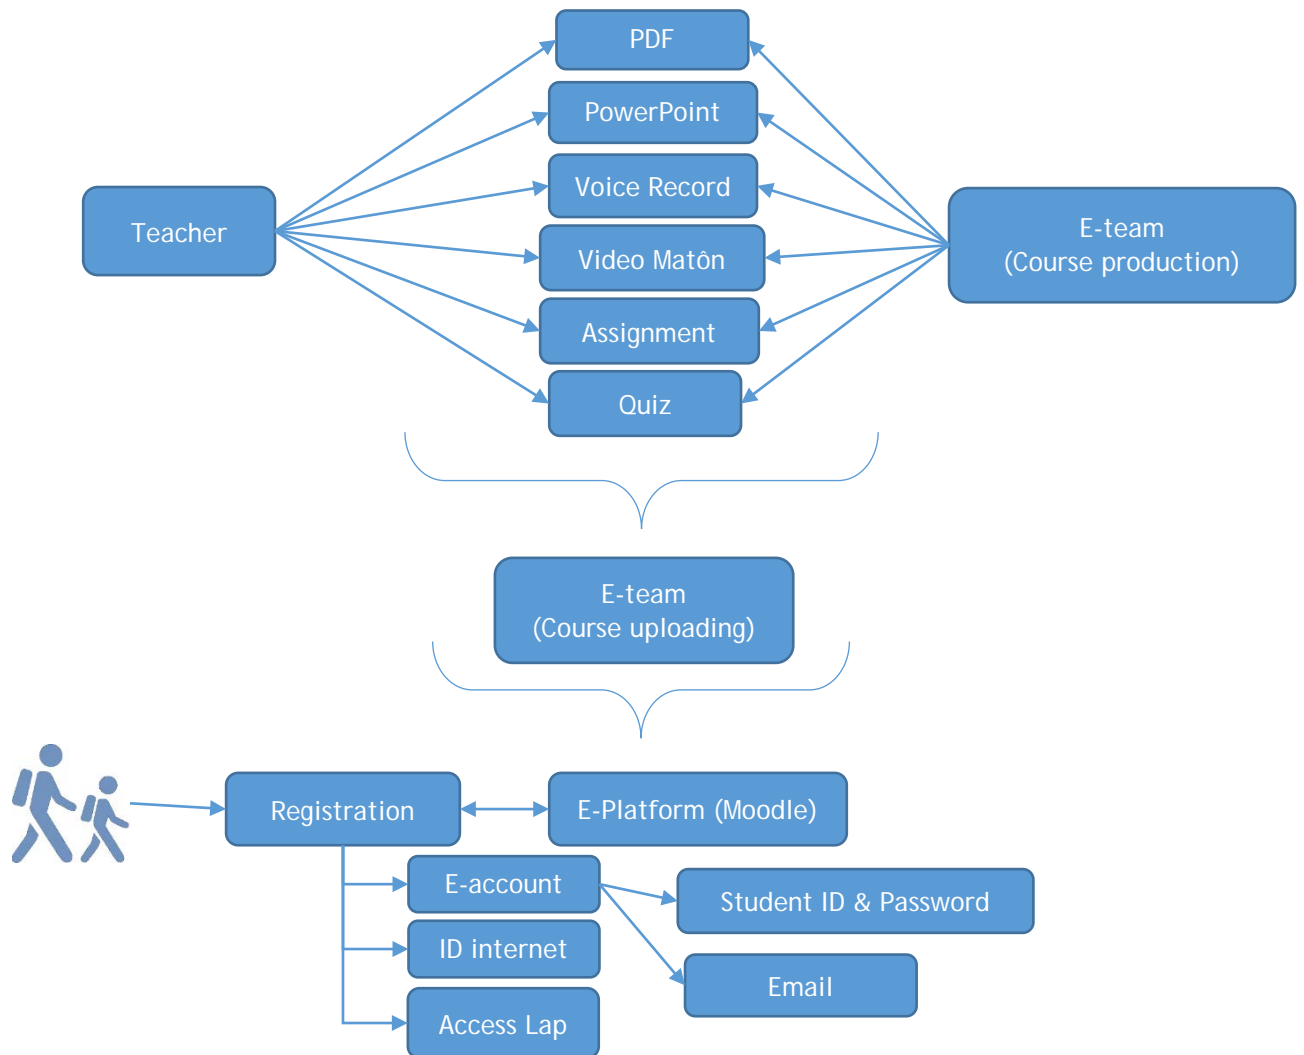 PDF
PowerPoint
Voice Record
Teacher
E-team
(Course production)
Video Matôn
Assignment
Quiz
E-team
(Course uploading)
Registration
E-Platform (Moodle)
E-account
Student ID & Password
ID internet
Email
Access Lap